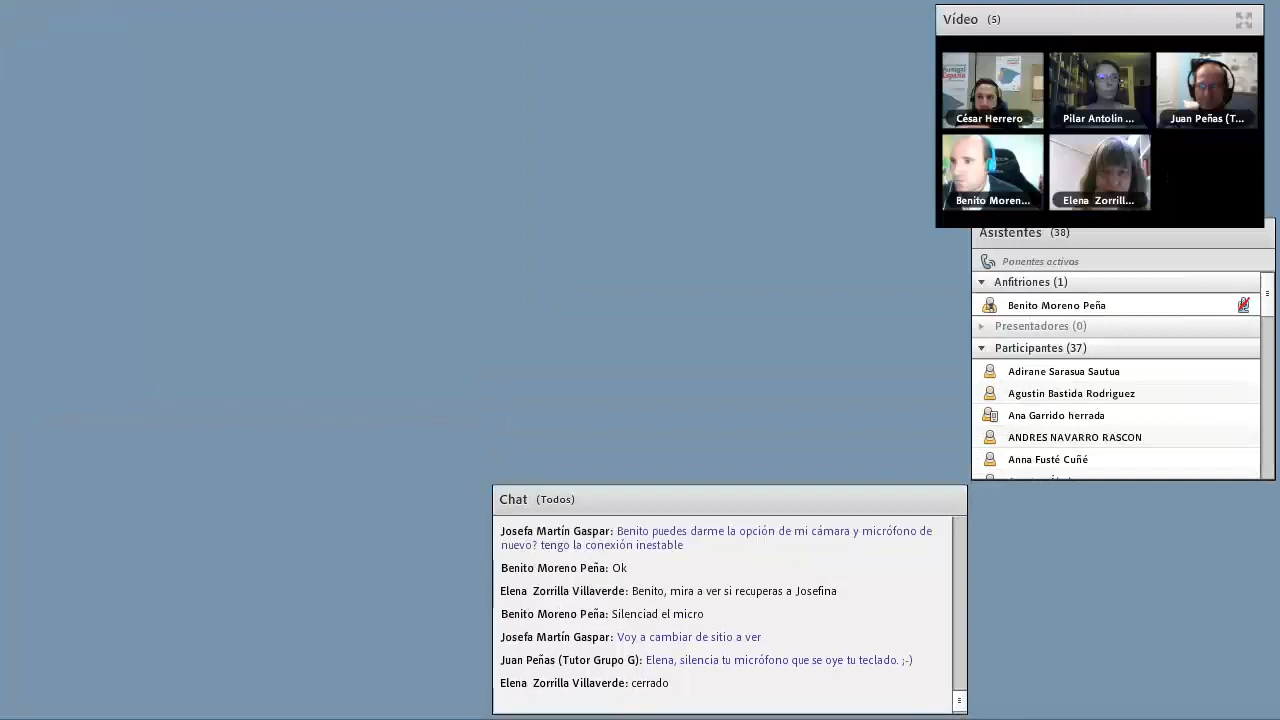 Vídeo (5)
Portugal
España
César Herrero
Pilar Antolin ...
Juan Peñas (T...
Benito Moren...
Elena Zorrill...
Asistentes (38)
Ponentes activos
Anfitriones (1)
Benito Moreno Peña
Presentadores (0)
Participantes (37)
Adirane Sarasua Sautua
Agustin Bastida Rodriguez
Ana Garrido herrada
ANDRES NAVARRO RASCON
Anna Fusté Cuñé
Chat (Todos)
Josefa Martín Gaspar: Benito puedes darme la opción de mi cámara y micrófono de
nuevo? tengo la conexión inestable
Benito Moreno Peña: Ok
Elena Zorrilla Villaverde: Benito, mira a ver si recuperas a Josefina
Benito Moreno Peña: Silenciad el micro
Josefa Martín Gaspar: Voy a cambiar de sitio a ver
Juan Peñas (Tutor Grupo G): Elena, silencia tu micrófono que se oye tu teclado. ;-)
Elena Zorrilla Villaverde: cerrado